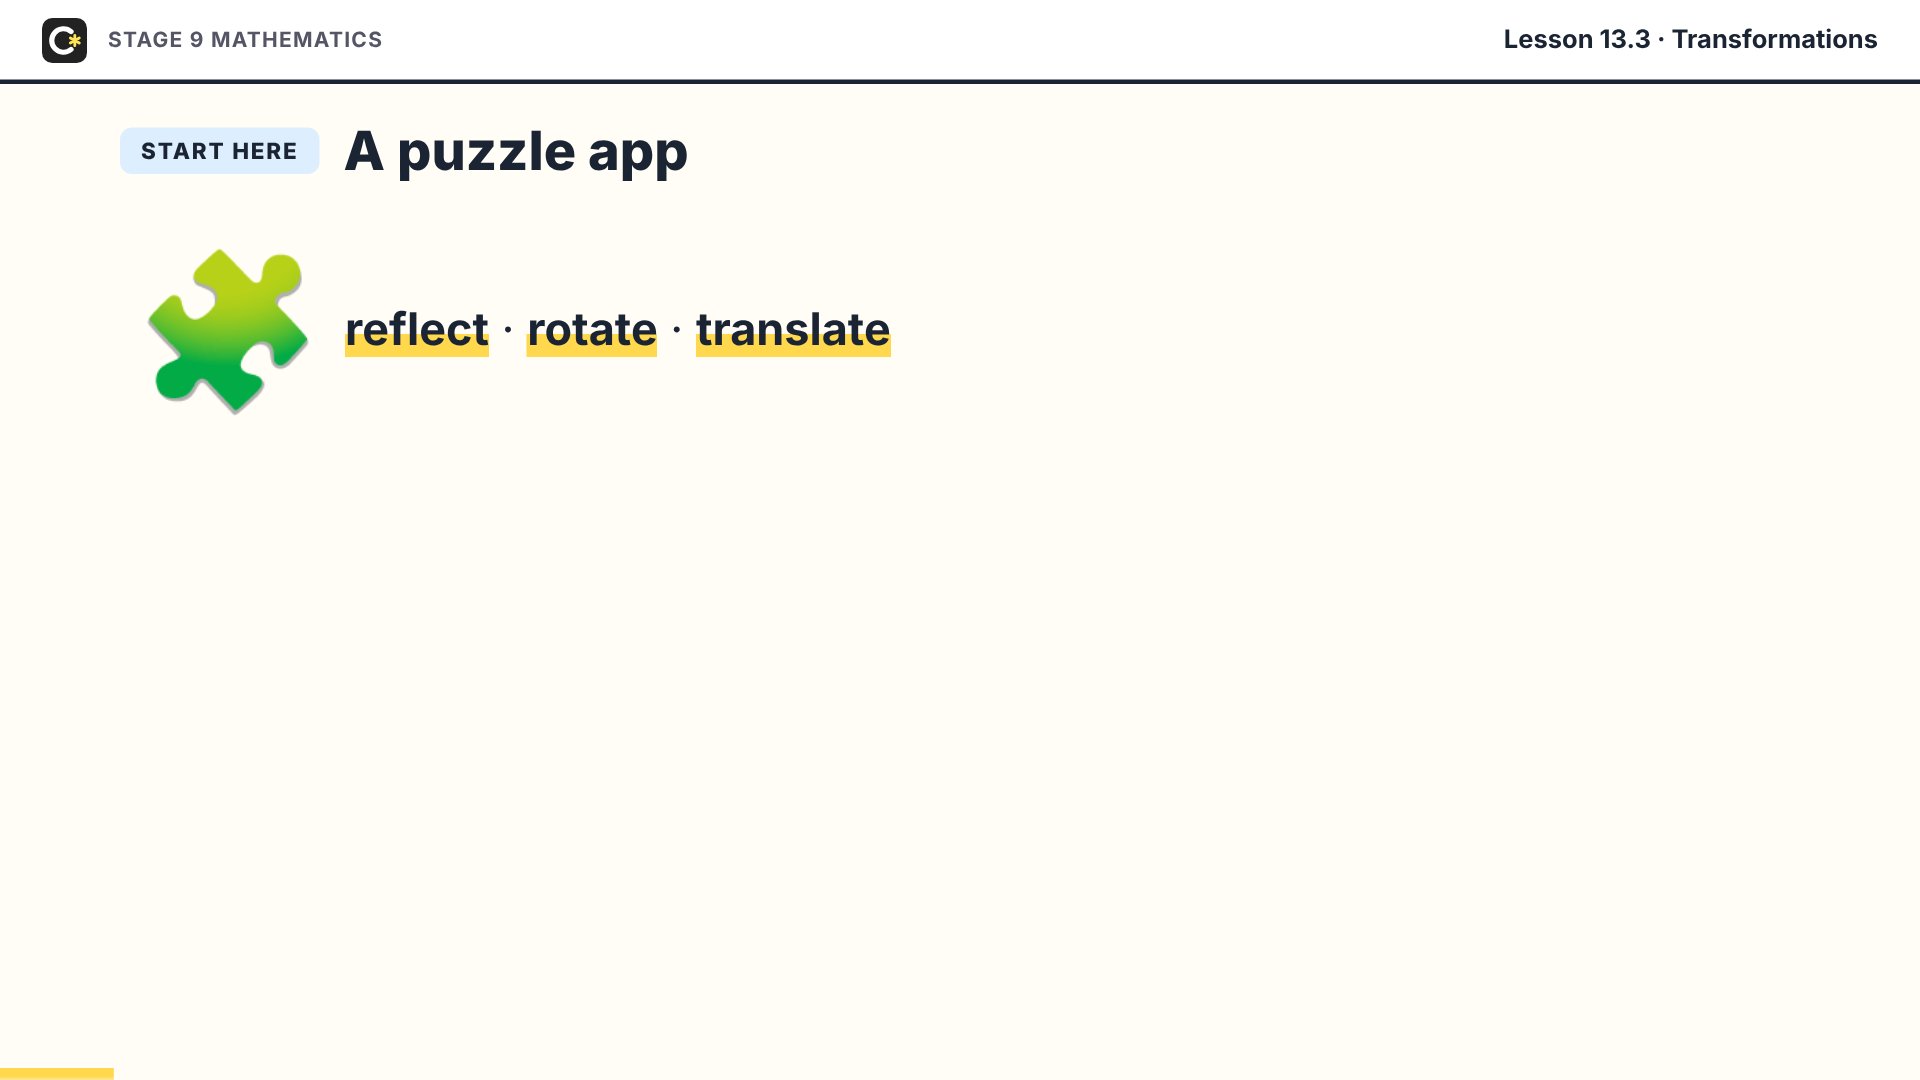 STAGE 9 MATHEMATICS
Lesson 13.3 · Transformations
START HERE
A puzzle app
reflect · rotate · translate